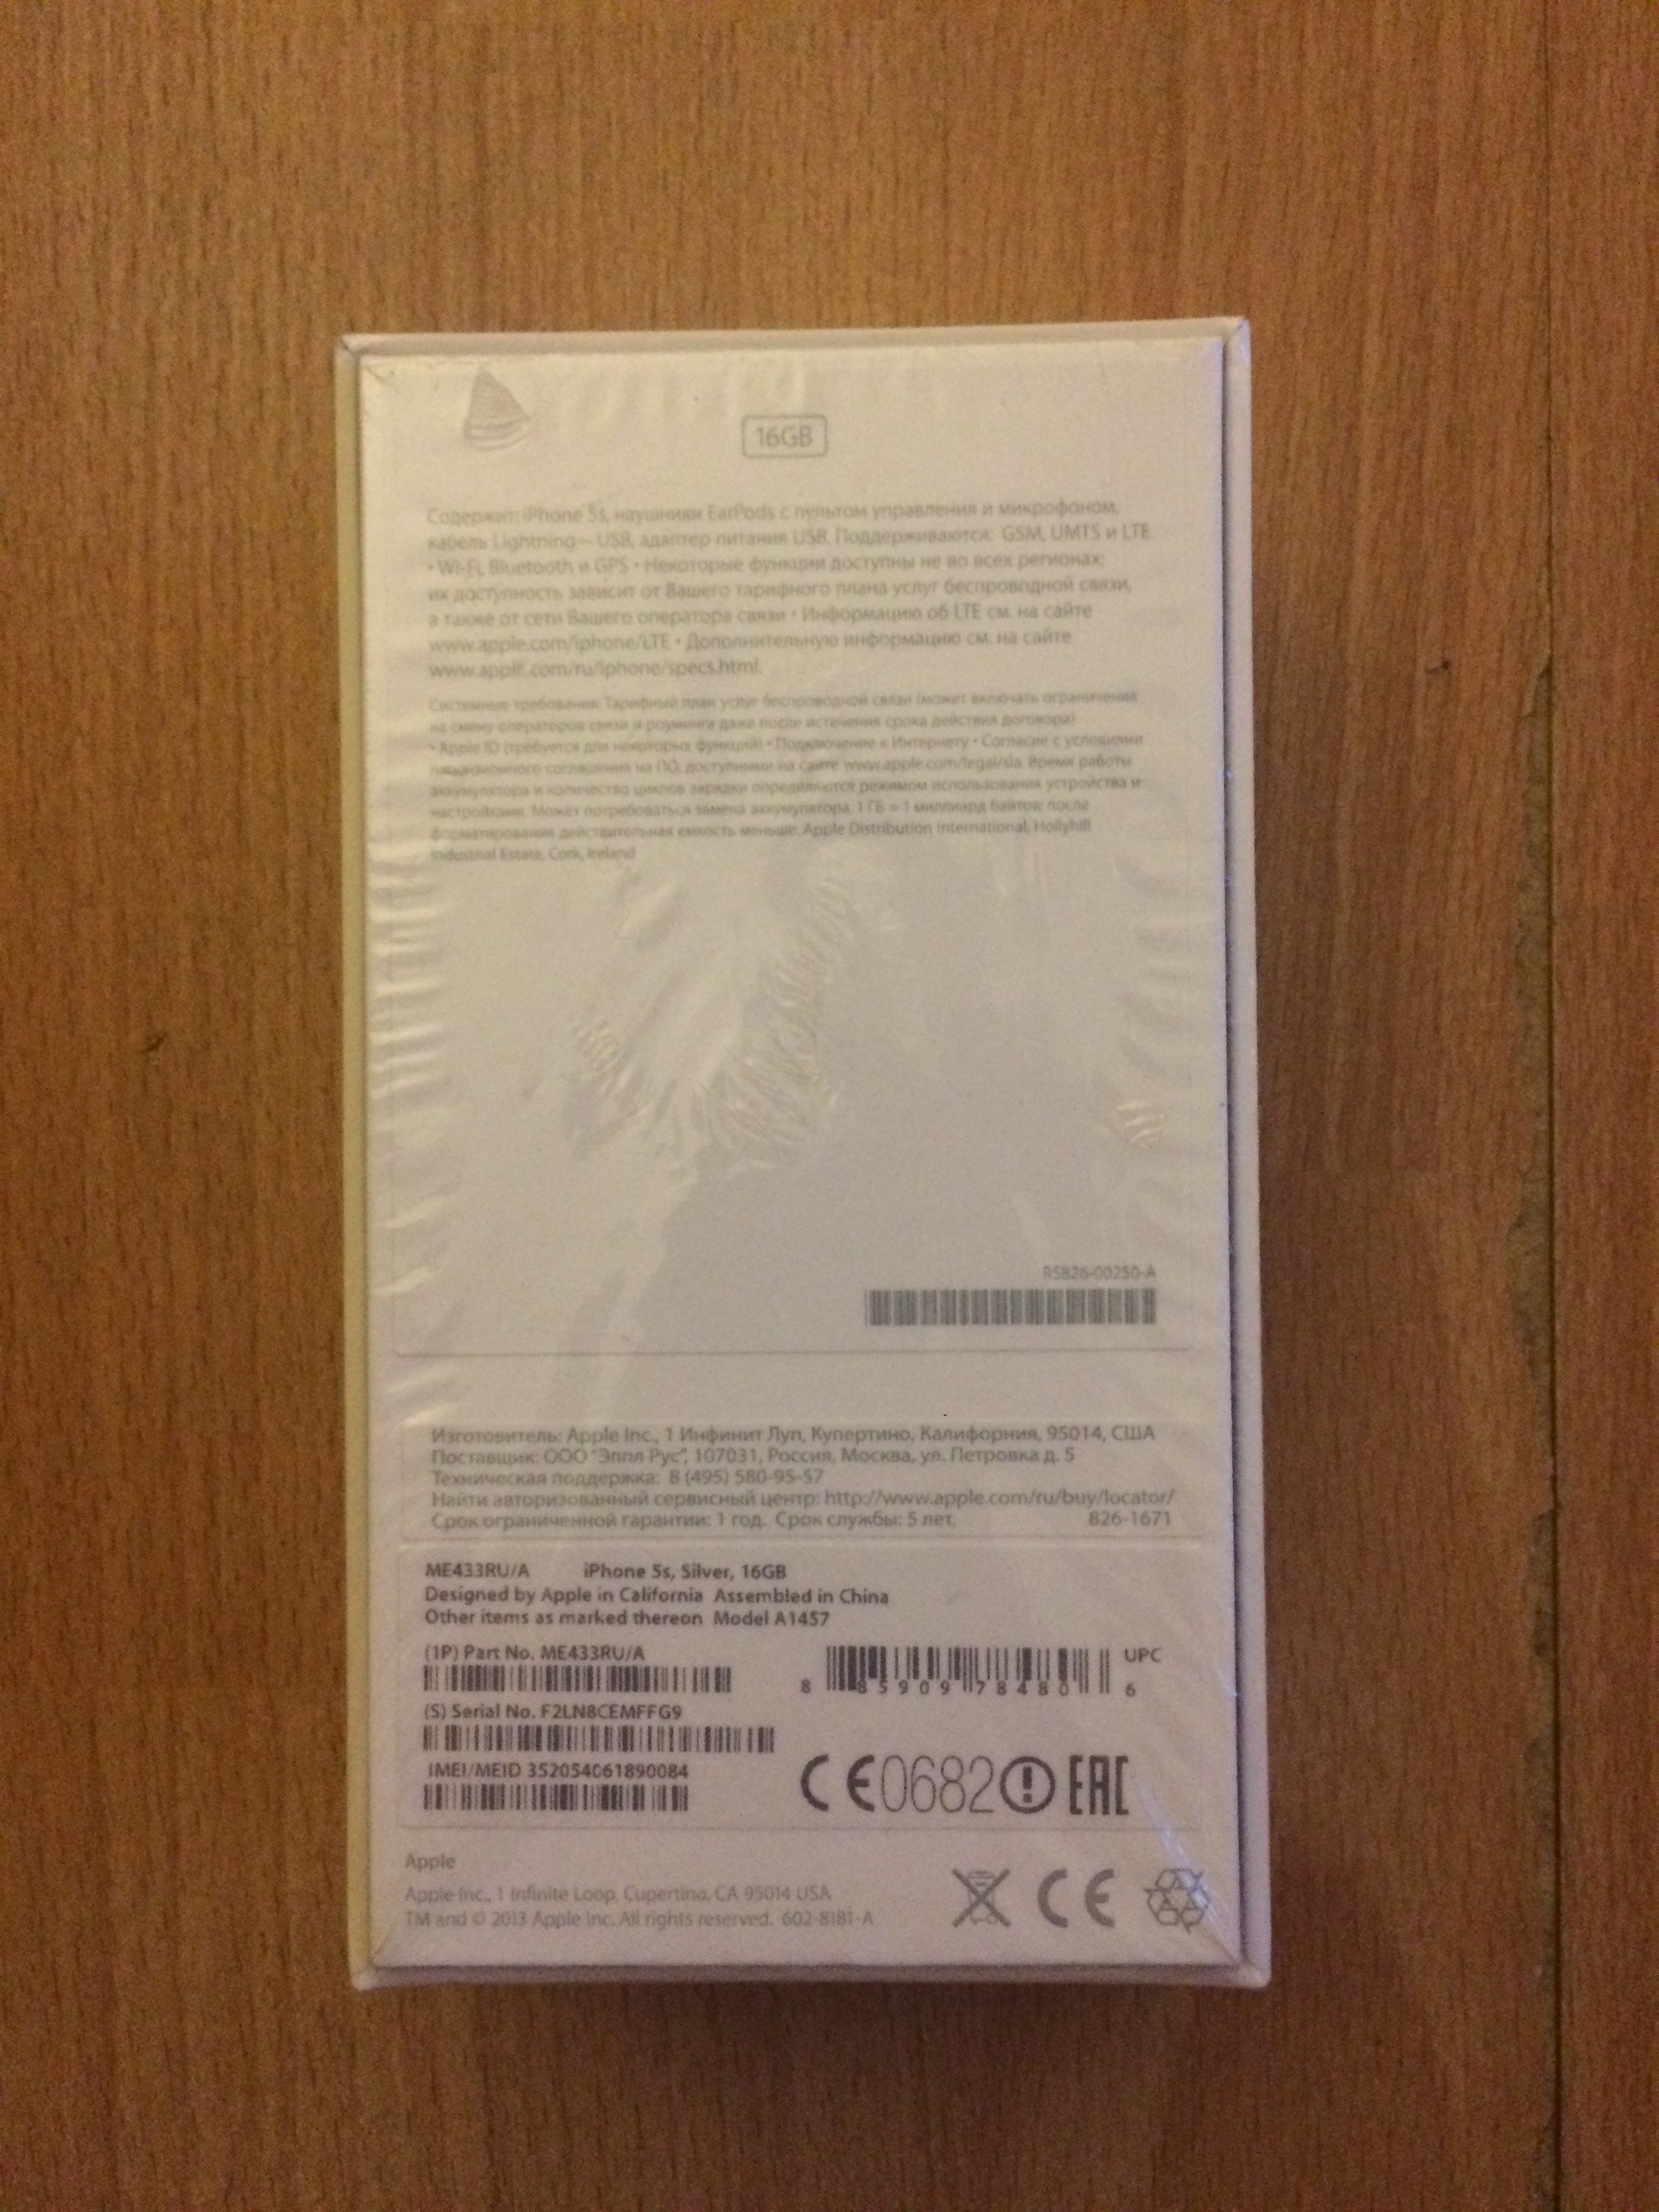 16GB
Содержит: iPhone 5s, наушники EarPods с пультом управления и микрофоном,
кабель Lightning—USB, адаптер питания USB. Поддерживаются: GSM, UMTS и LTE
• Wi-Fi, Bluetooth и GPS • Некоторые функции доступны не во всех регионах;
их доступность зависит от Вашего тарифного плана услуг беспроводной связи,
а также от сети Вашего оператора связи • Информацию об LTE см. на сайте
www.apple.com/iphone/LTE • Дополнительную информацию см. на сайте
www.apple.com/ru/iphone/specs.html.
Системные требования: Тарифный план услуг беспроводной связи (может включать ограничения
на смену операторов связи и роуминга даже после истечения срока действия договора)
• Apple ID (требуется для некоторых функций) • Подключение к Интернету • Согласие с условиями
лицензионного соглашения на ПО, доступными на сайте www.apple.com/legal/sla. Время работы
аккумулятора и количество циклов зарядки определяются режимом использования устройства и
настройками. Может потребоваться замена аккумулятора. 1 ГБ = 1 миллиард байтов; после
форматирования действительная емкость меньше. Apple Distribution International, Hollyhill
Industrial Estate, Cork, Ireland
RS826-00250-A
Изготовитель: Apple Inc., 1 Инфинит Луп, Купертино, Калифорния, 95014, США
Поставщик: ООО "Эппл Рус", 107031, Россия, Москва, ул. Петровка д. 5
Техническая поддержка: 8 (495) 580-95-57
Найти авторизованный сервисный центр: http://www.apple.com/ru/buy/locator/
Срок ограниченной гарантии: 1 год. Срок службы: 5 лет. 826-1671
ME433RU/A iPhone 5s, Silver, 16GB
Designed by Apple in California Assembled in China
Other items as marked thereon Model A1457
(1P) Part No. ME433RU/A
UPC
8 85909 78480 6
(S) Serial No. F2LN8CEMFFG9
IMEI/MEID 352054061890084
CE0682 EAC
Apple
Apple Inc., 1 Infinite Loop, Cupertino, CA 95014 USA
TM and © 2013 Apple Inc. All rights reserved. 602-8181-A
CE